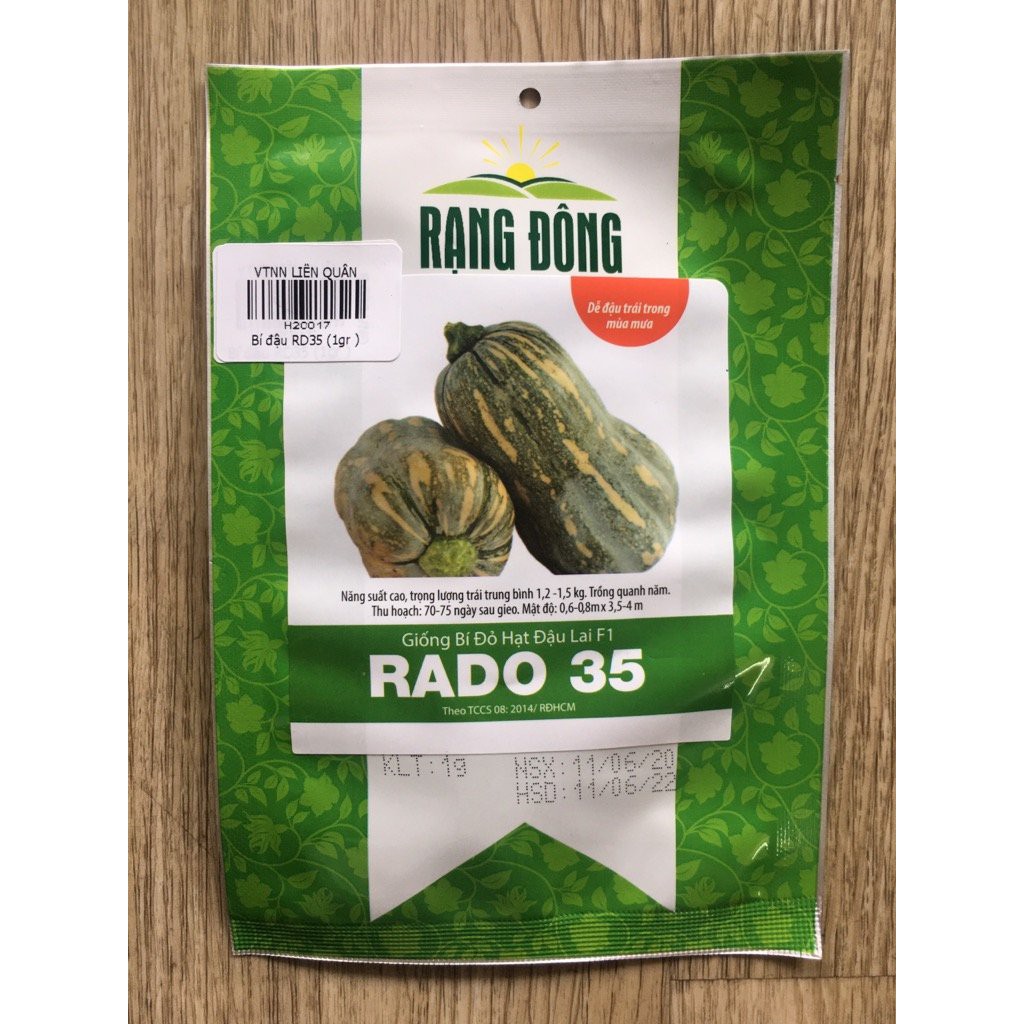 RẠNG ĐÔNG
VTNN LIÊN QUÂN
H20017
Bí đậu RD35 (1gr )
Dễ đậu trái trong
mùa mưa
Năng suất cao, trọng lượng trái trung bình 1,2 -1,5 kg. Trồng quanh năm.
Thu hoạch: 70-75 ngày sau gieo. Mật độ: 0,6-0,8m x 3,5-4 m
Giống Bí Đỏ Hạt Đậu Lai F1
RADO 35
Theo TCCS 08: 2014/ RĐHCM
KLT:1g NSX:11/06/20
HSD:11/06/22